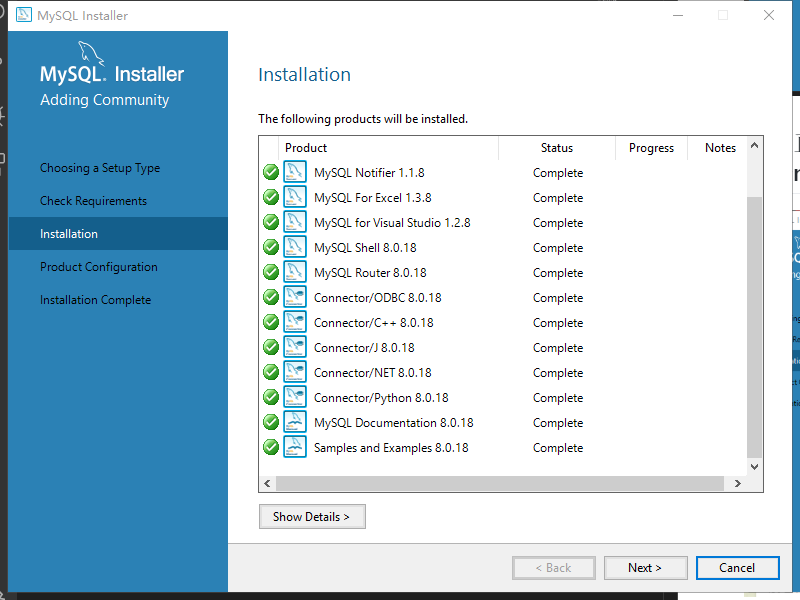 MySQL Installer
MySQL. Installer
Adding Community
Choosing a Setup Type
Check Requirements
Installation
Product Configuration
Installation Complete
Installation
The following products will be installed.
Product Status Progress Notes
MySQL Notifier 1.1.8 Complete
MySQL For Excel 1.3.8 Complete
MySQL for Visual Studio 1.2.8 Complete
MySQL Shell 8.0.18 Complete
MySQL Router 8.0.18 Complete
Connector/ODBC 8.0.18 Complete
Connector/C++ 8.0.18 Complete
Connector/J 8.0.18 Complete
Connector/NET 8.0.18 Complete
Connector/Python 8.0.18 Complete
MySQL Documentation 8.0.18 Complete
Samples and Examples 8.0.18 Complete
Show Details >
< Back Next > Cancel